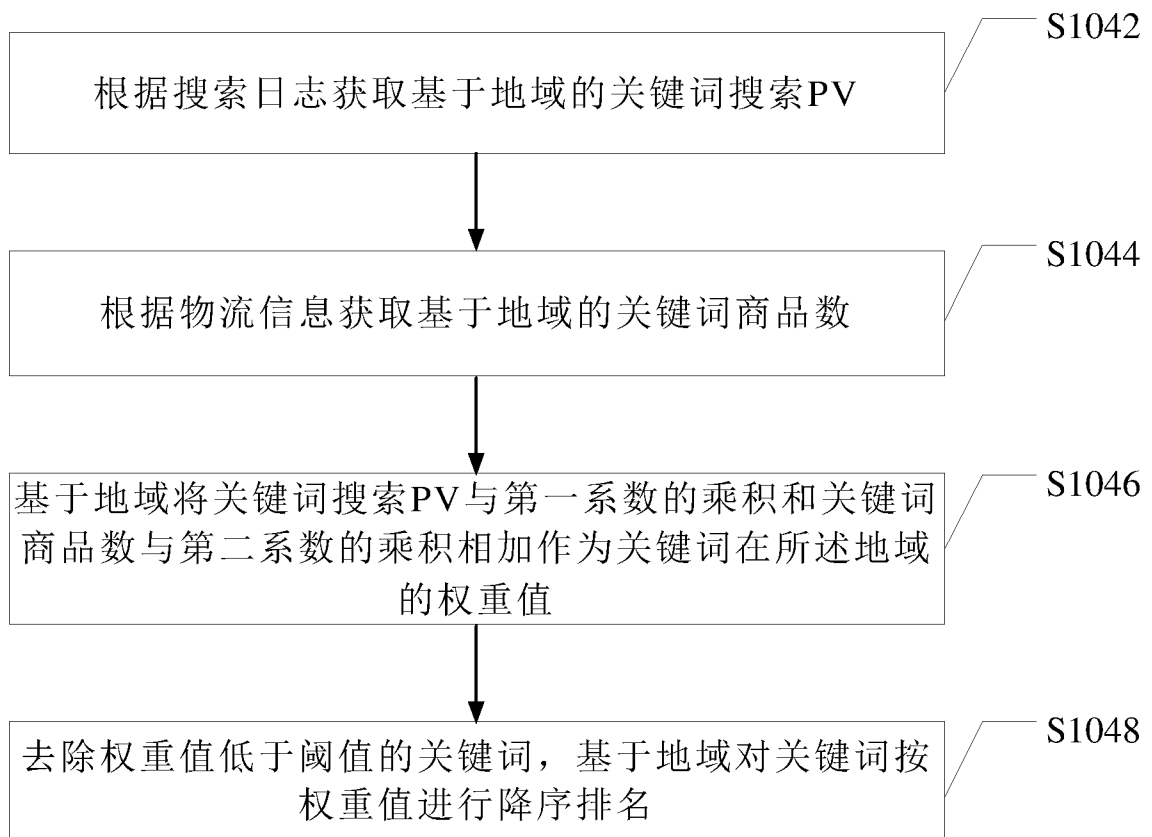 S1042
根据搜索日志获取基于地域的关键词搜索PV
S1044
根据物流信息获取基于地域的关键词商品数
S1046
基于地域将关键词搜索PV与第一系数的乘积和关键词
商品数与第二系数的乘积相加作为关键词在所述地域
的权重值
S1048
去除权重值低于阈值的关键词，基于地域对关键词按
权重值进行降序排名